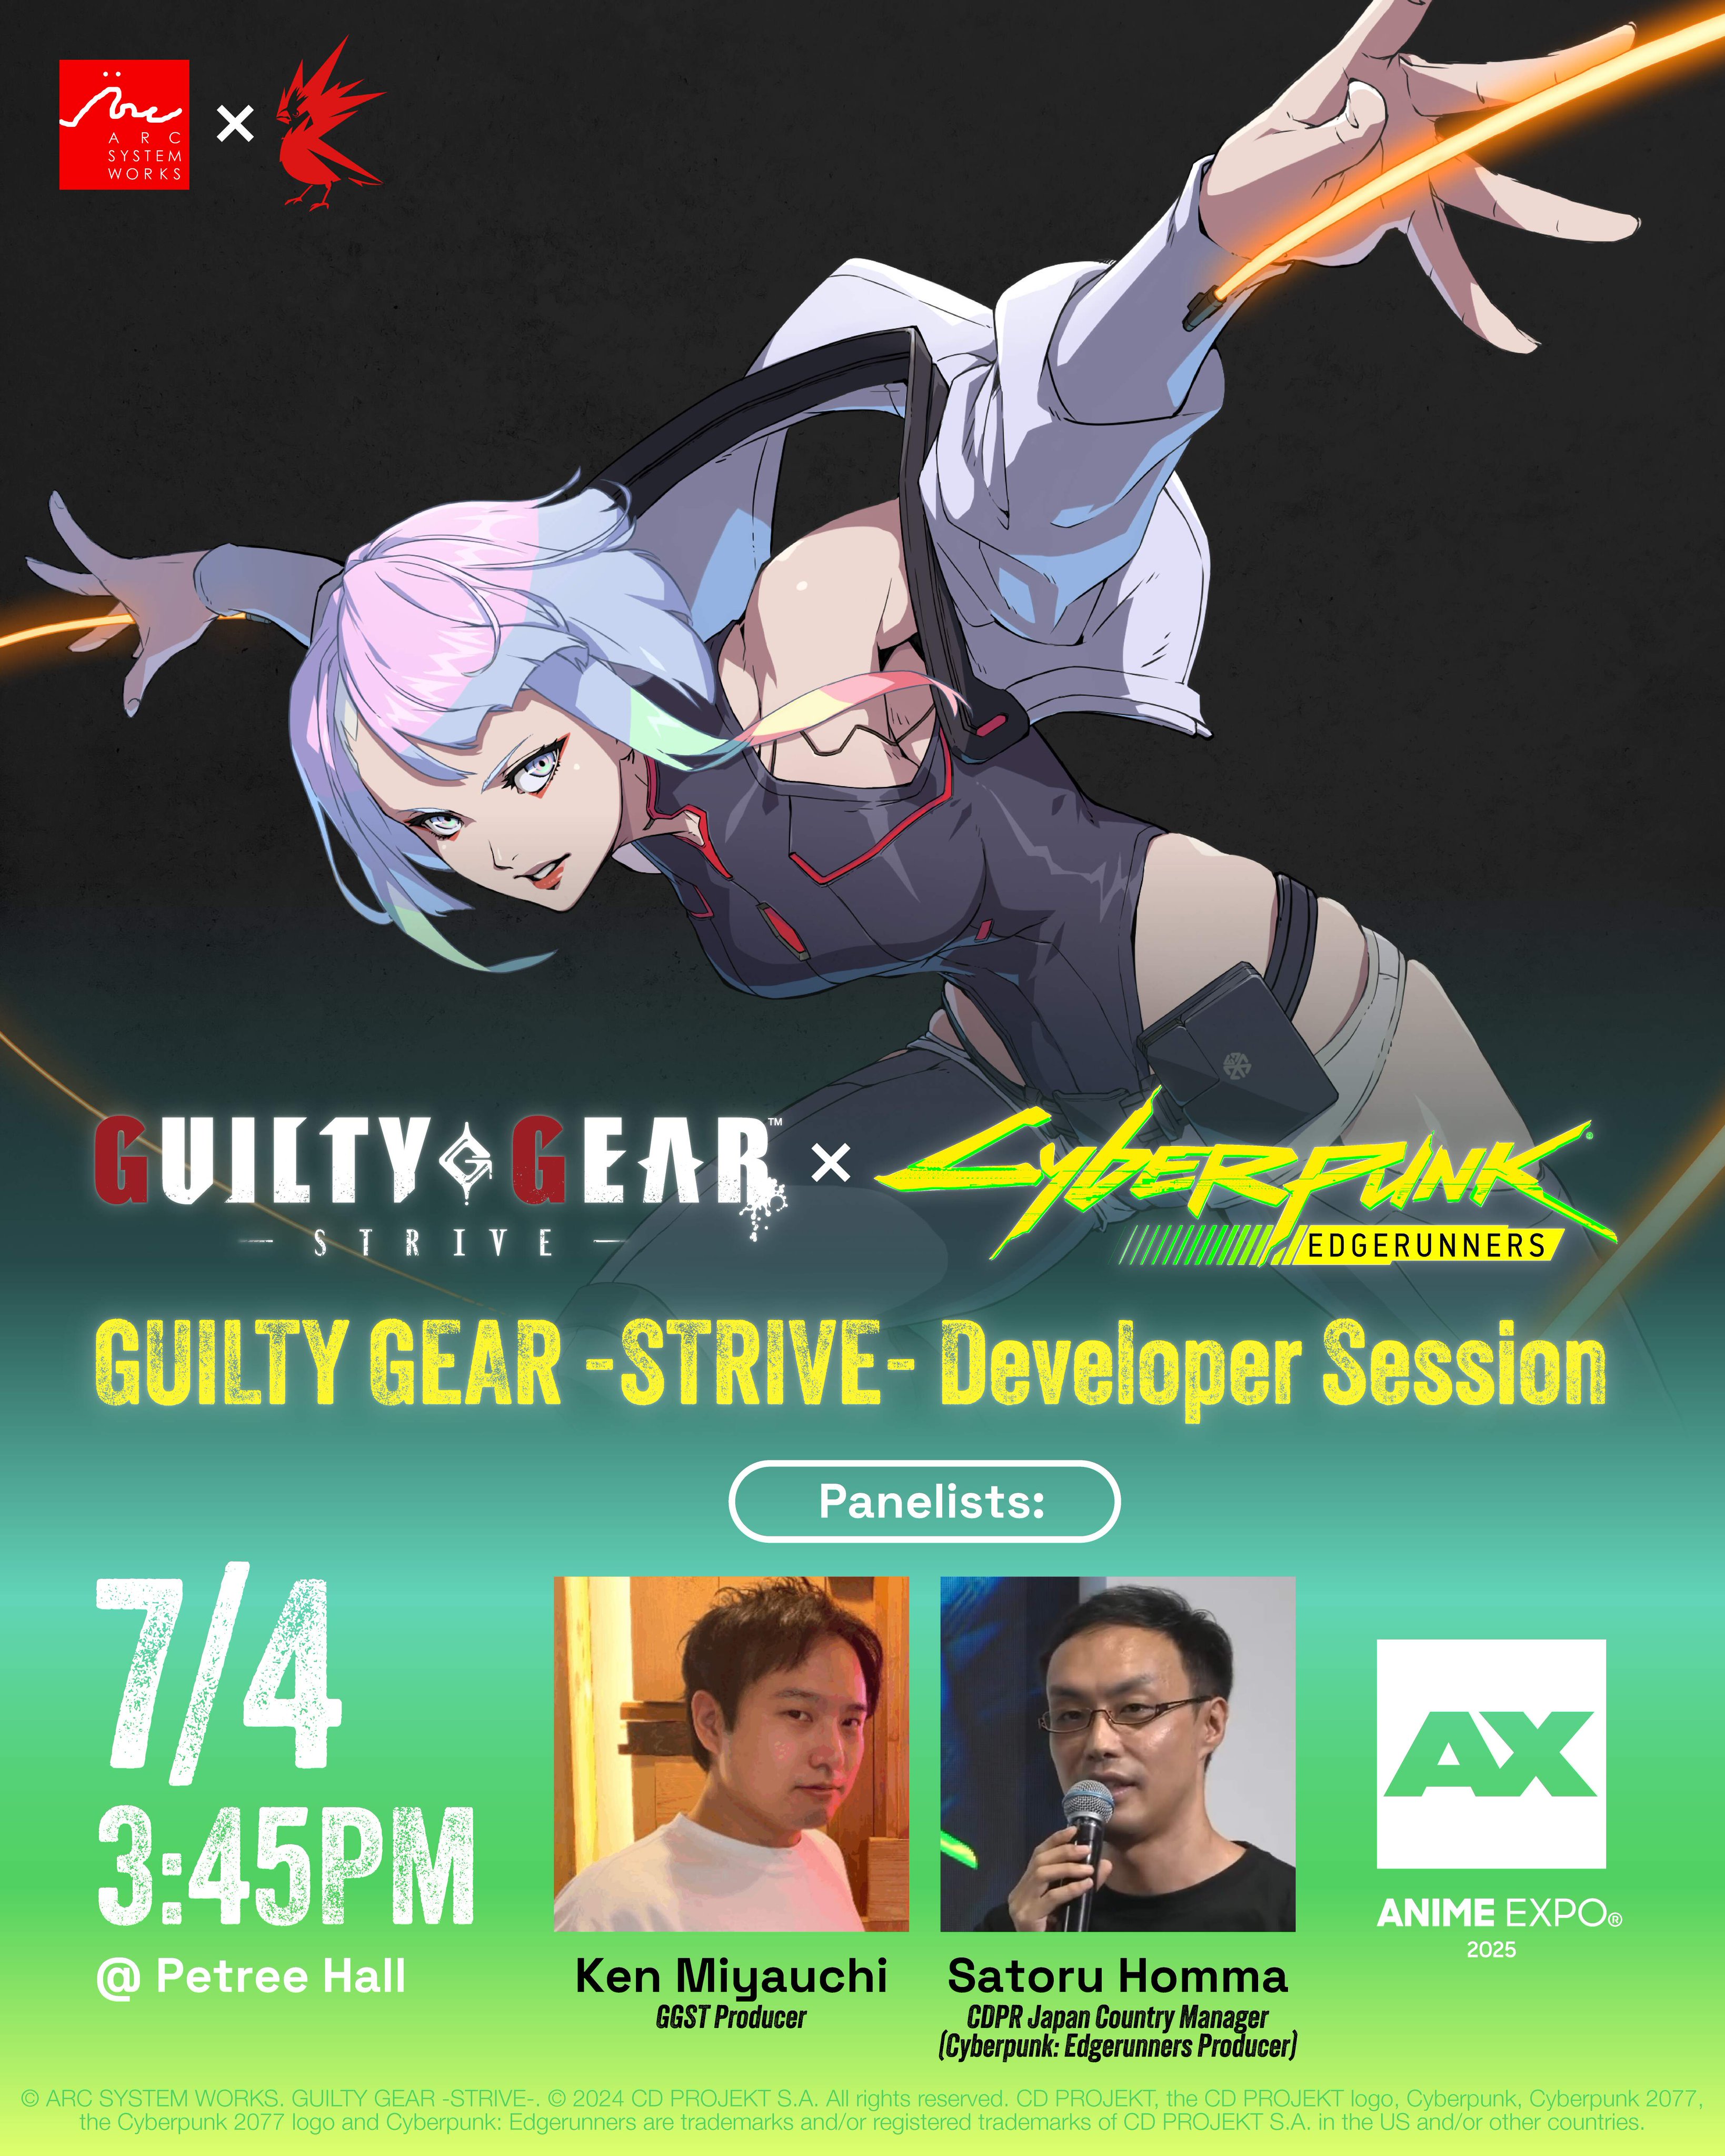 Arc
ARC
SYSTEM
WORKS
×
GUILTY GEAR™
STRIVE
×
Cyberpunk
EDGERUNNERS
GUILTY GEAR -STRIVE- Developer Session
Panelists:
7/4
3:45PM
@ Petree Hall
Ken Miyauchi
GGST Producer
Satoru Homma
CDPR Japan Country Manager
(Cyberpunk: Edgerunners Producer)
AX
ANIME EXPO®
2025
© ARC SYSTEM WORKS. GUILTY GEAR -STRIVE-. © 2024 CD PROJEKT S.A. All rights reserved. CD PROJEKT, the CD PROJEKT logo, Cyberpunk, Cyberpunk 2077,
the Cyberpunk 2077 logo and Cyberpunk: Edgerunners are trademarks and/or registered trademarks of CD PROJEKT S.A. in the US and/or other countries.